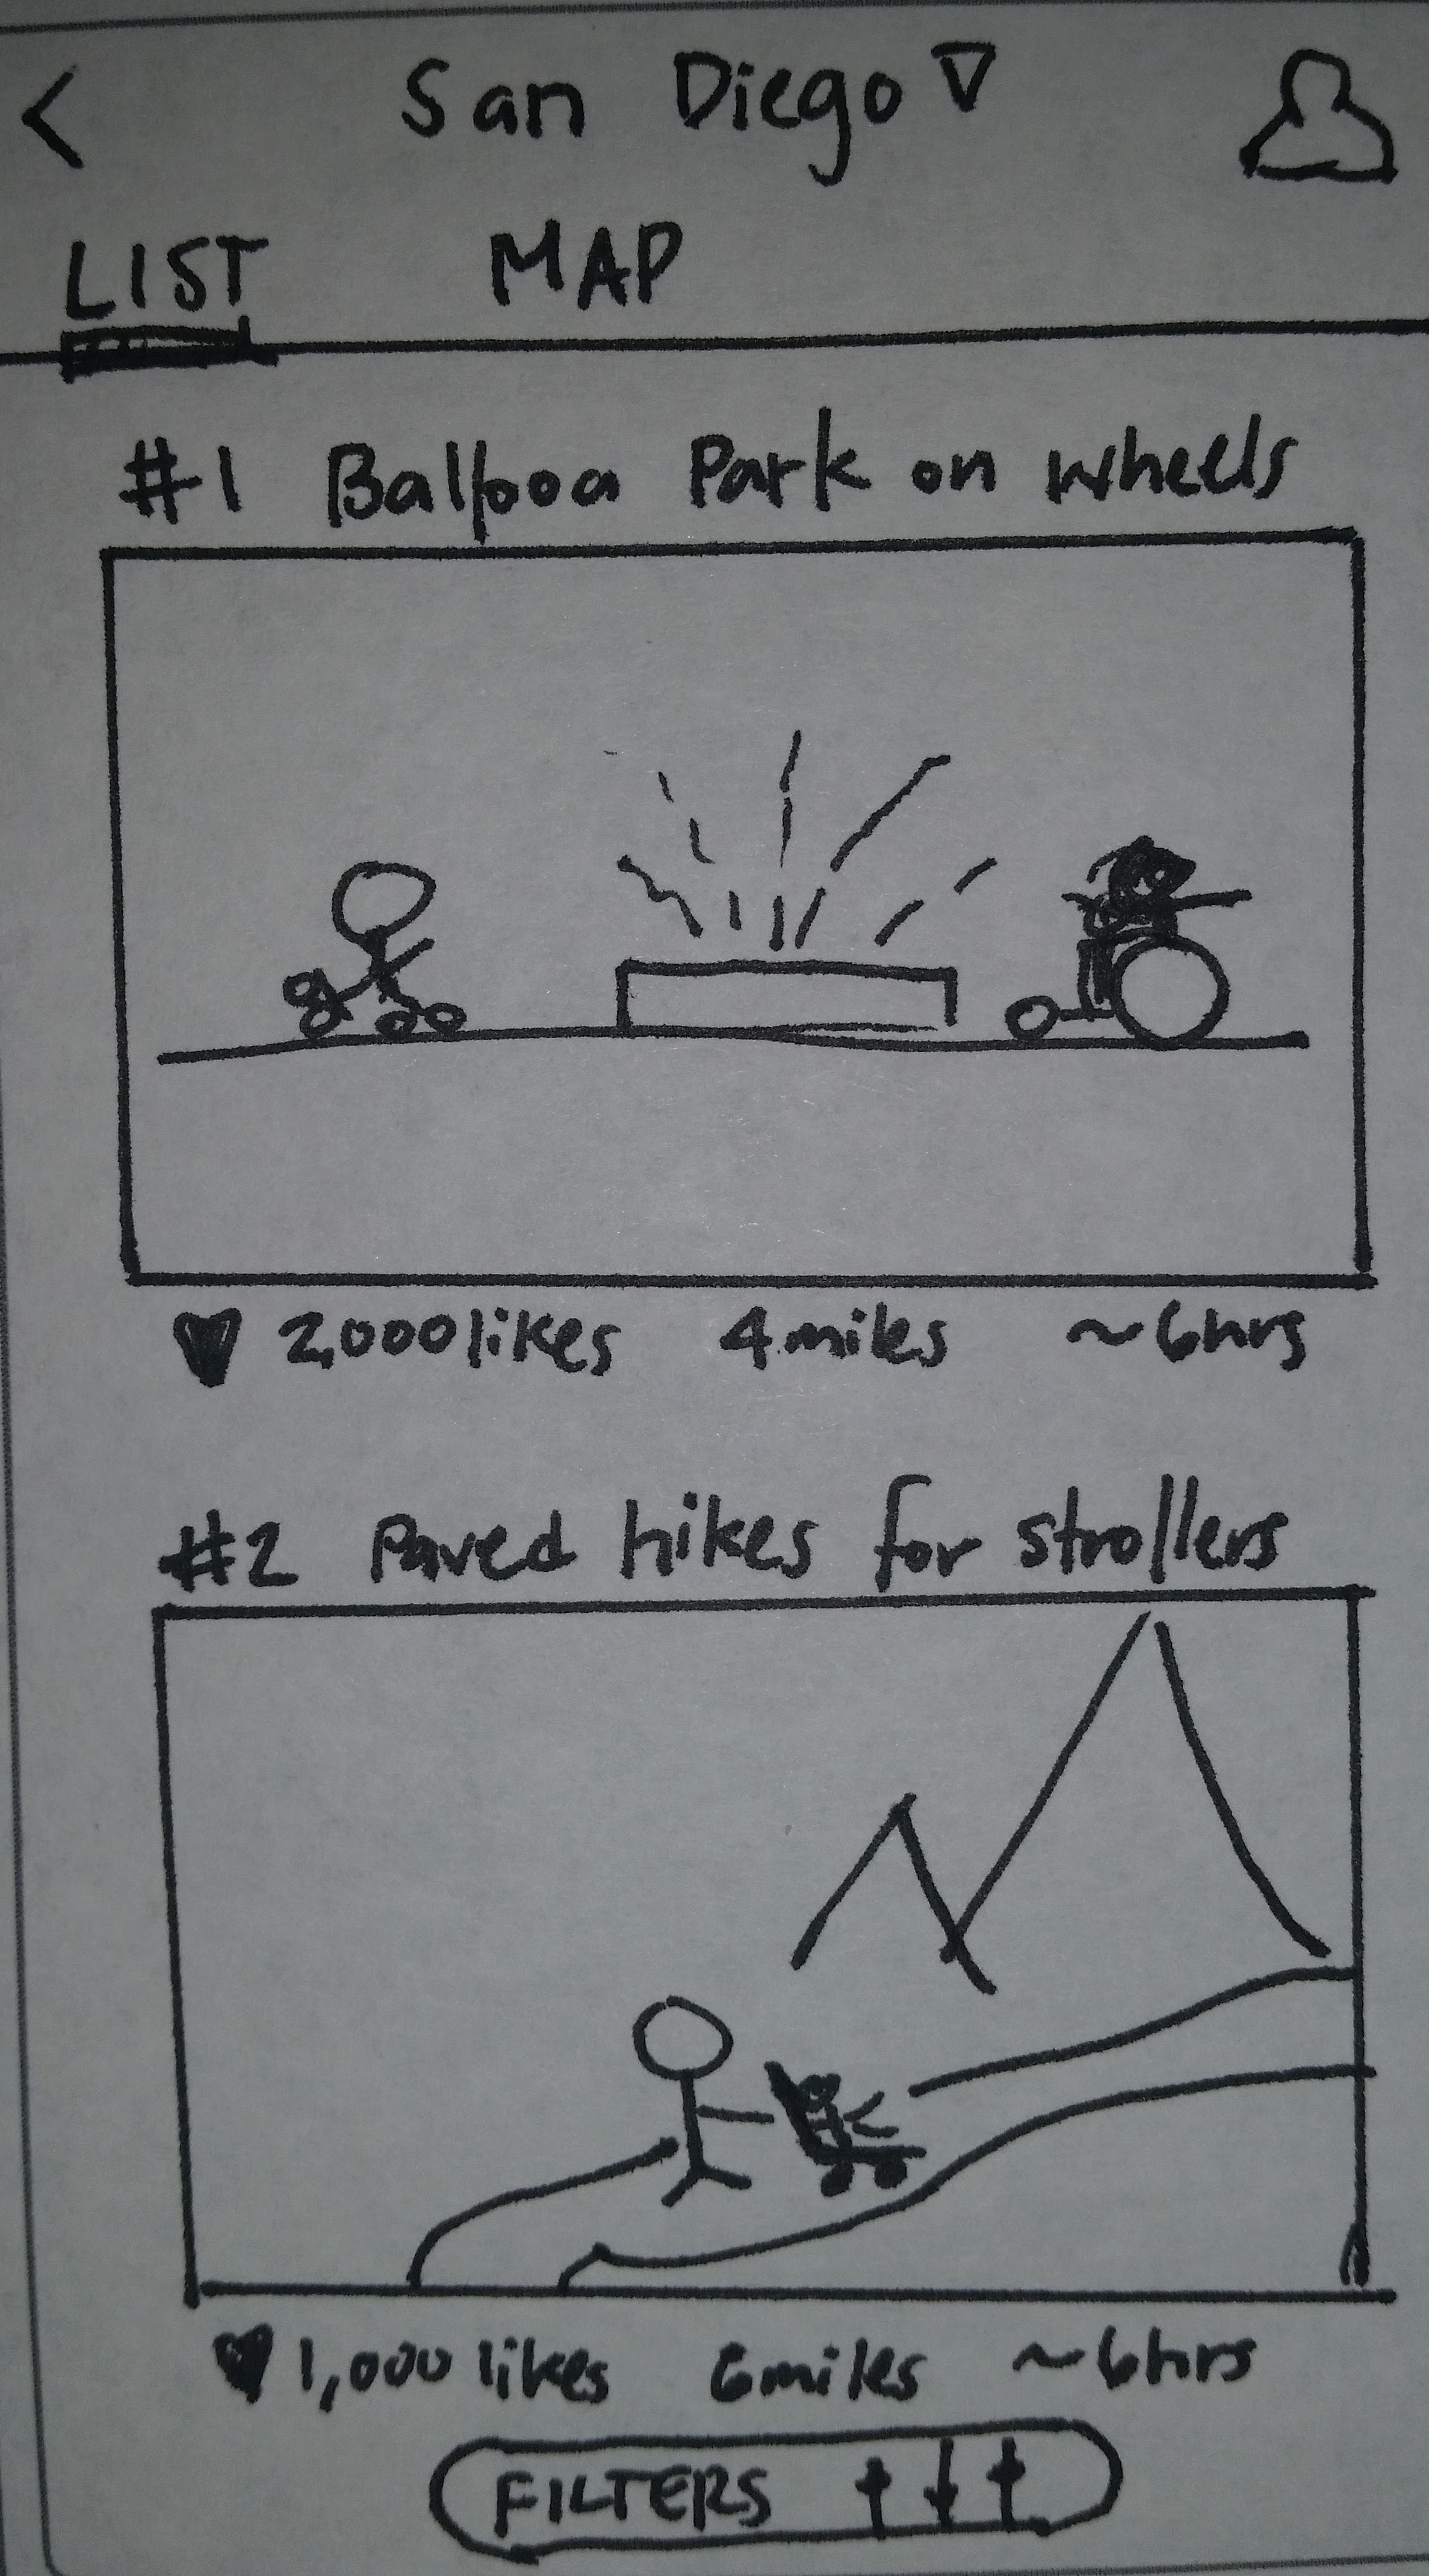 < San Diego ▽
LIST MAP
#1 Balboa Park on wheels
♥ 2,000 likes 4 miles ~6hrs
#2 Paved hikes for strollers
♥ 1,000 likes 6 miles ~6hrs
FILTERS